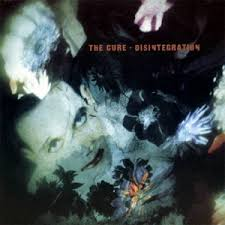 THE CURE • DISINTEGRATION